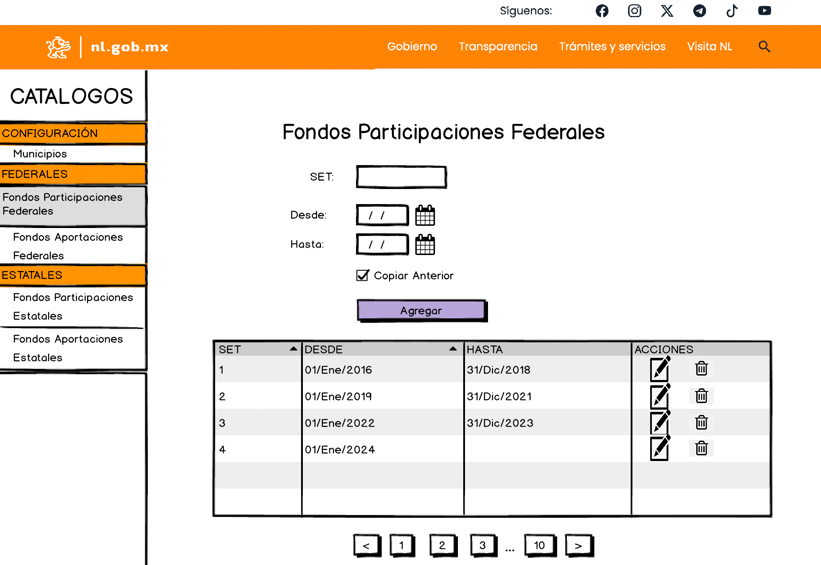 Síguenos:
nl.gob.mx
Gobierno Transparencia Trámites y servicios Visita NL
CATALOGOS
CONFIGURACIÓN
Municipios
FEDERALES
Fondos Participaciones
Federales
Fondos Aportaciones
Federales
ESTATALES
Fondos Participaciones
Estatales
Fondos Aportaciones
Estatales
Fondos Participaciones Federales
SET:
Desde: / /
Hasta: / /
Copiar Anterior
Agregar
SET DESDE HASTA ACCIONES
1 01/Ene/2016 31/Dic/2018
2 01/Ene/2019 31/Dic/2021
3 01/Ene/2022 31/Dic/2023
4 01/Ene/2024
< 1 2 3 ... 10 >